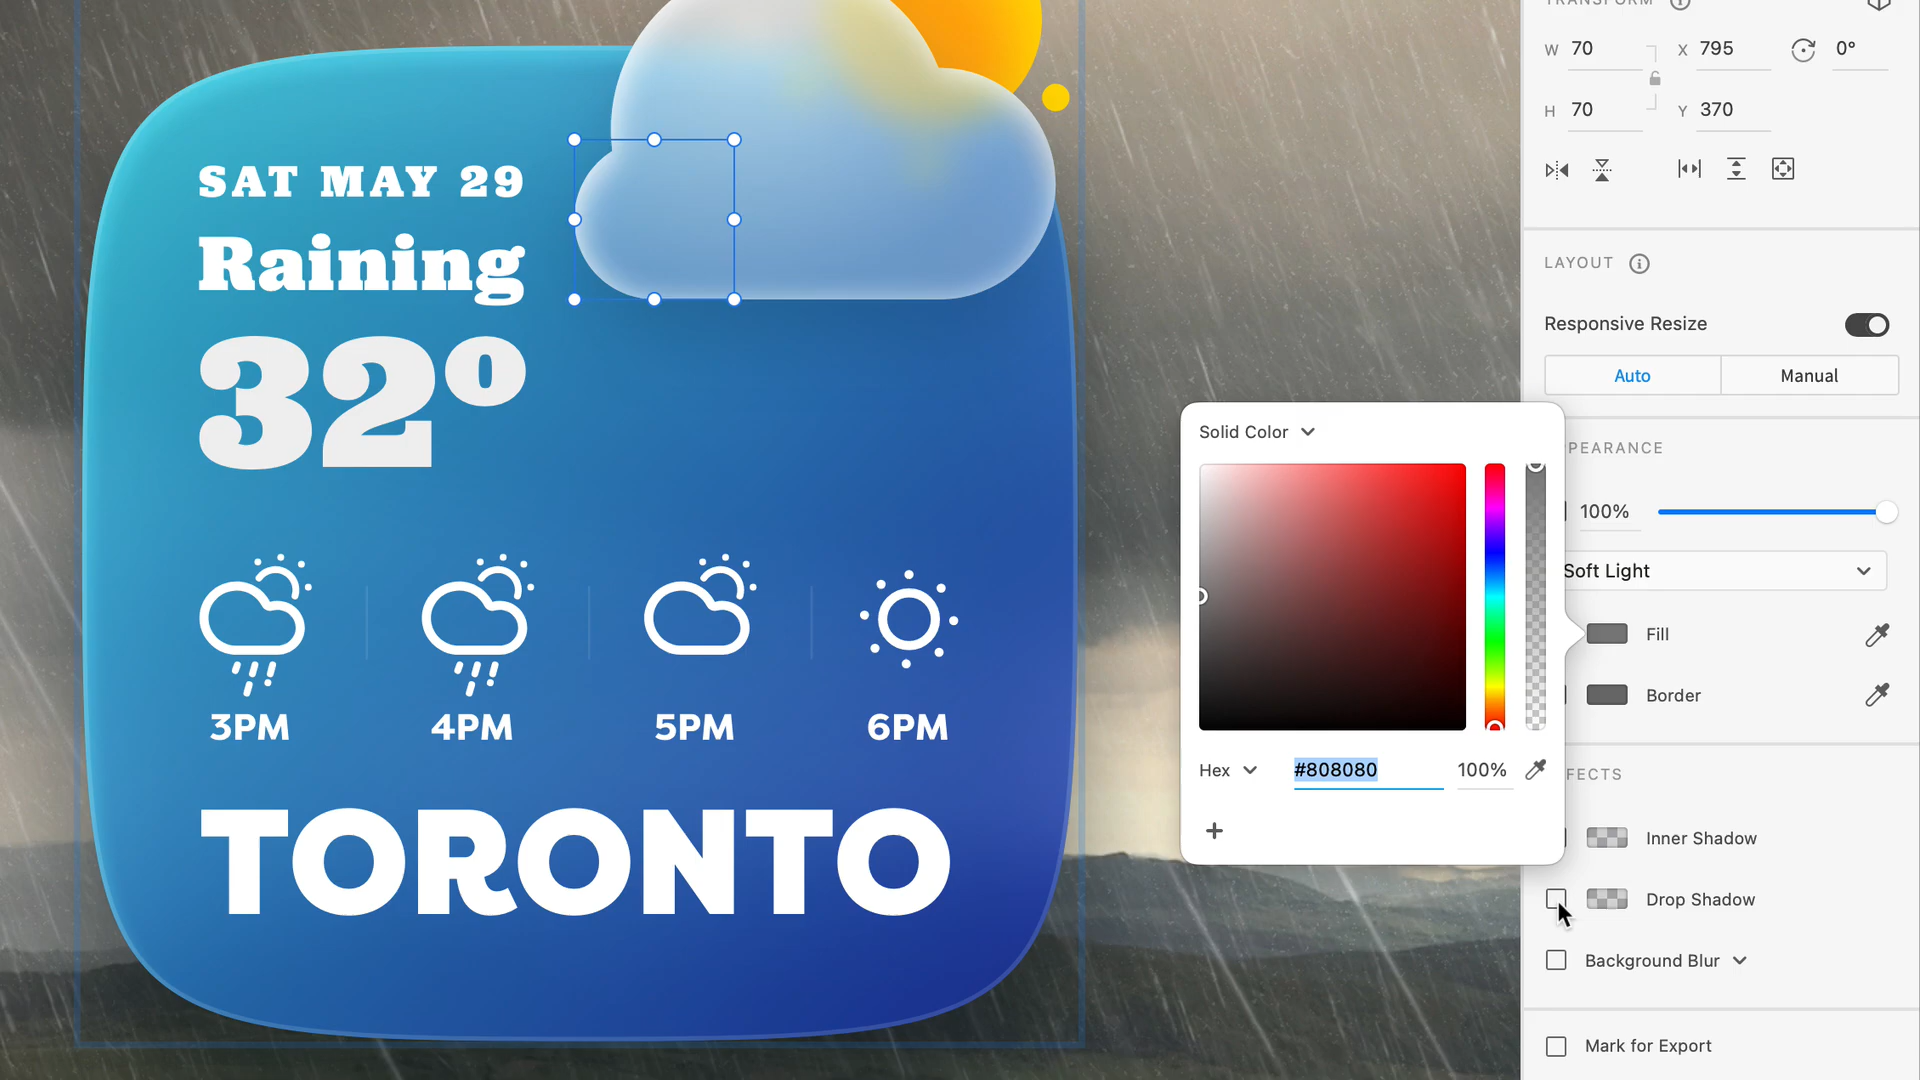 SAT MAY 29
Raining
32º
3PM 4PM 5PM 6PM
TORONTO
TRANSFORM
W 70 X 795 0°
H 70 Y 370
LAYOUT
Responsive Resize
Auto Manual
PEARANCE
100%
Soft Light
Fill
Border
FECTS
Inner Shadow
Drop Shadow
Background Blur
Mark for Export
Solid Color
Hex #808080 100%
+